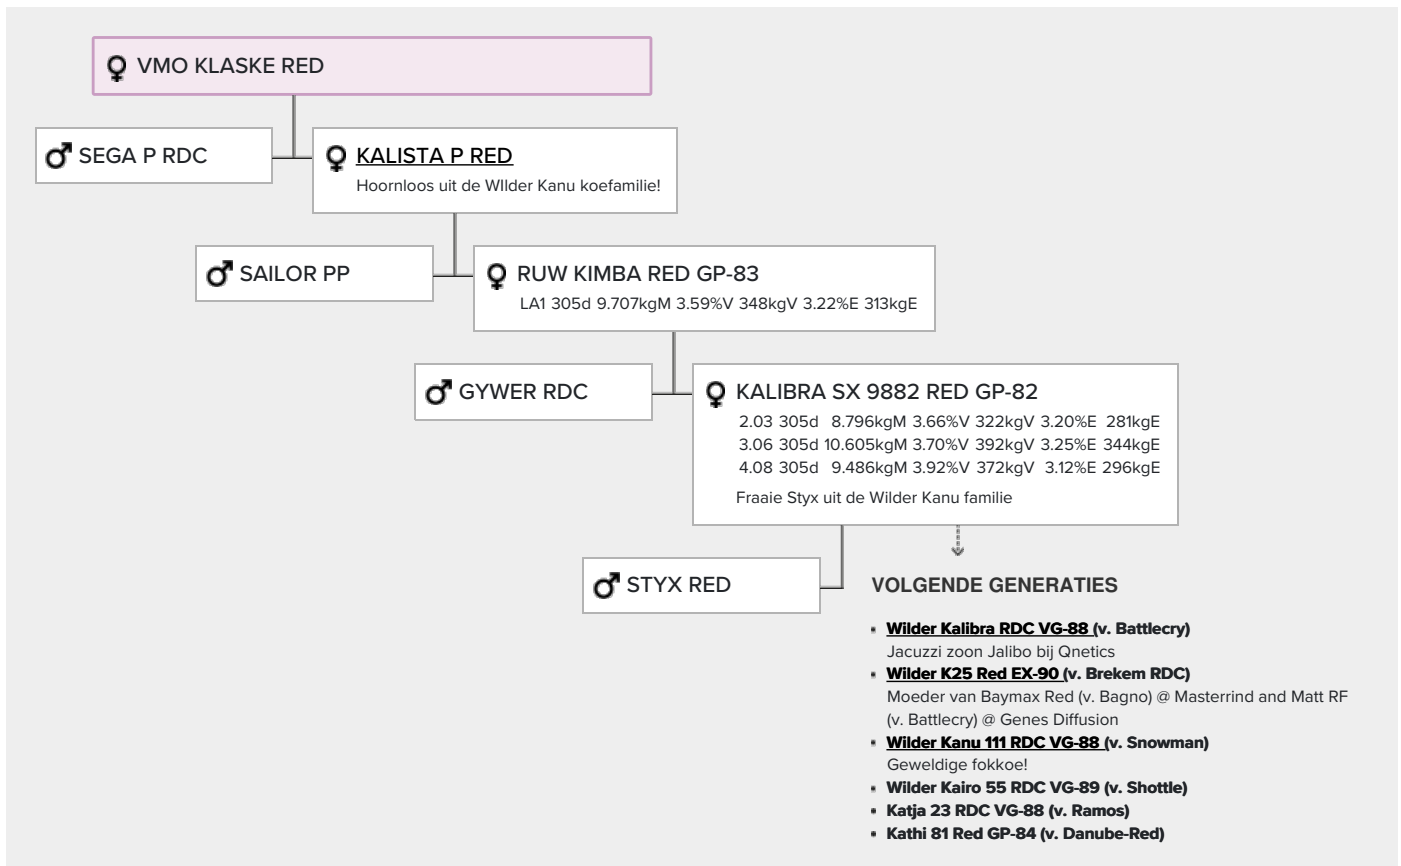 VMO KLASKE RED
SEGA P RDC
KALISTA P RED
Hoornloos uit de WIlder Kanu koefamilie!
SAILOR PP
RUW KIMBA RED GP-83
LA1 305d 9.707kgM 3.59%V 348kgV 3.22%E 313kgE
GYWER RDC
KALIBRA SX 9882 RED GP-82
2.03 305d 8.796kgM 3.66%V 322kgV 3.20%E 281kgE
3.06 305d 10.605kgM 3.70%V 392kgV 3.25%E 344kgE
4.08 305d 9.486kgM 3.92%V 372kgV 3.12%E 296kgE
Fraaie Styx uit de Wilder Kanu familie
STYX RED
VOLGENDE GENERATIES
Wilder Kalibra RDC VG-88 (v. Battlecry)
Jacuzzi zoon Jalibo bij Qnetics
Wilder K25 Red EX-90 (v. Brekem RDC)
Moeder van Baymax Red (v. Bagno) @ Masterrind and Matt RF
(v. Battlecry) @ Genes Diffusion
Wilder Kanu 111 RDC VG-88 (v. Snowman)
Geweldige fokkoe!
Wilder Kairo 55 RDC VG-89 (v. Shottle)
Katja 23 RDC VG-88 (v. Ramos)
Kathi 81 Red GP-84 (v. Danube-Red)